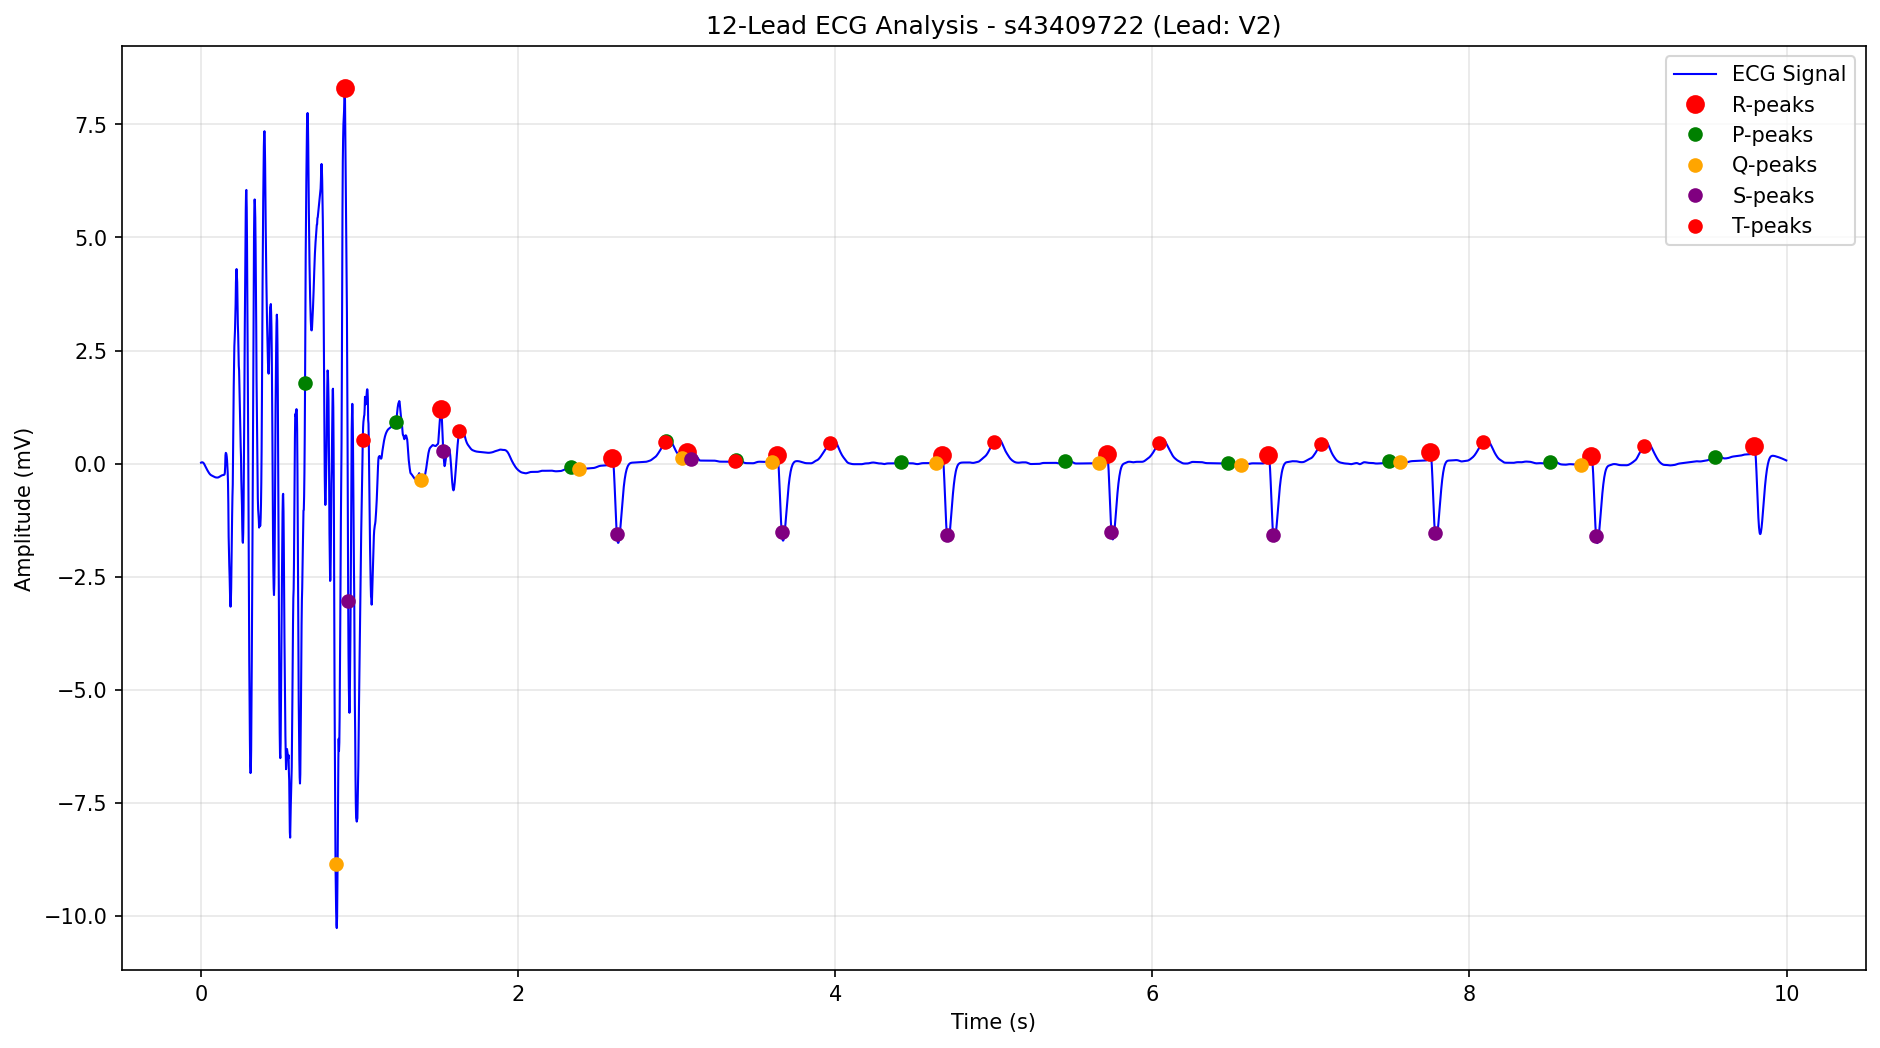 12-Lead ECG Analysis - s43409722 (Lead: V2)
ECG Signal
R-peaks
P-peaks
Q-peaks
S-peaks
T-peaks
Amplitude (mV)
7.5
5.0
2.5
0.0
−2.5
−5.0
−7.5
−10.0
0
2
4
6
8
10
Time (s)